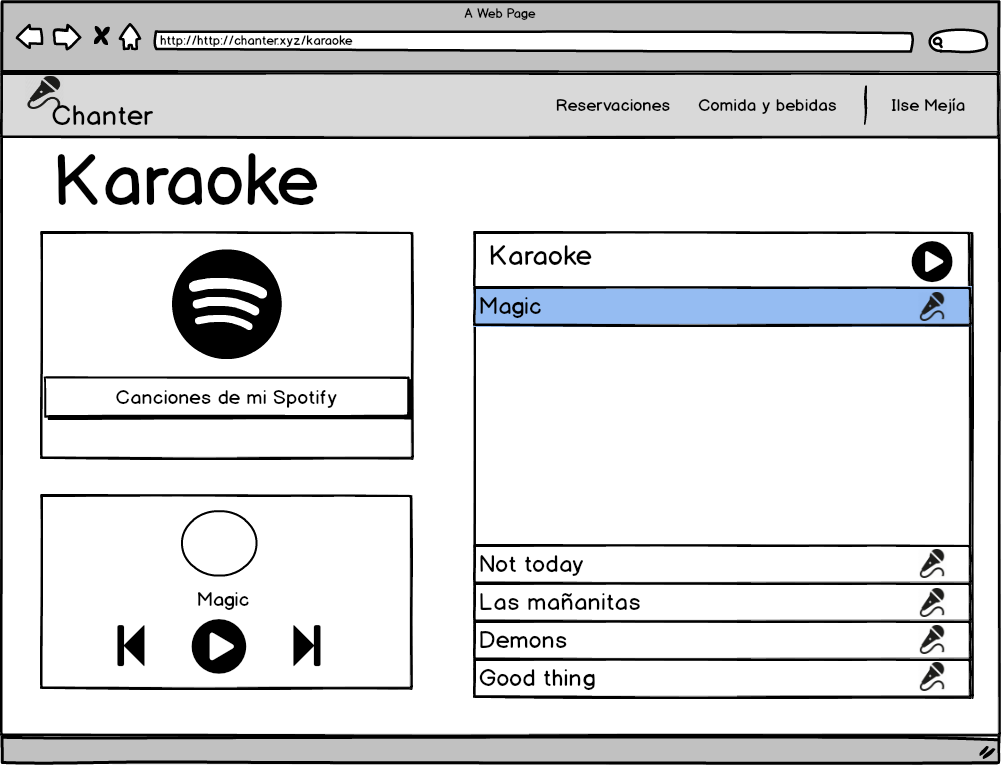 A Web Page
http://http://chanter.xyz/karaoke
Chanter
Reservaciones
Comida y bebidas
Ilse Mejía
Karaoke
Canciones de mi Spotify
Magic
Karaoke
Magic
Not today
Las mañanitas
Demons
Good thing